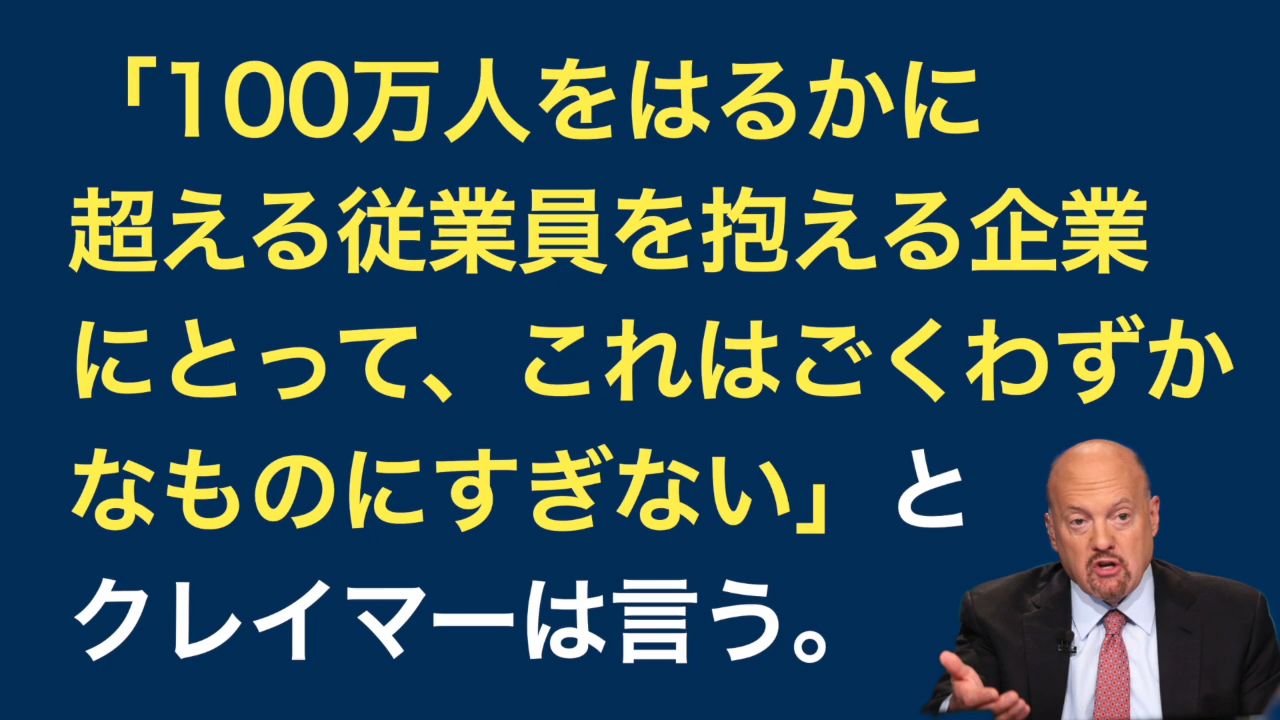 「100万人をはるかに
超える従業員を抱える企業
にとって、これはごくわずか
なものにすぎない」と
クレイマーは言う。